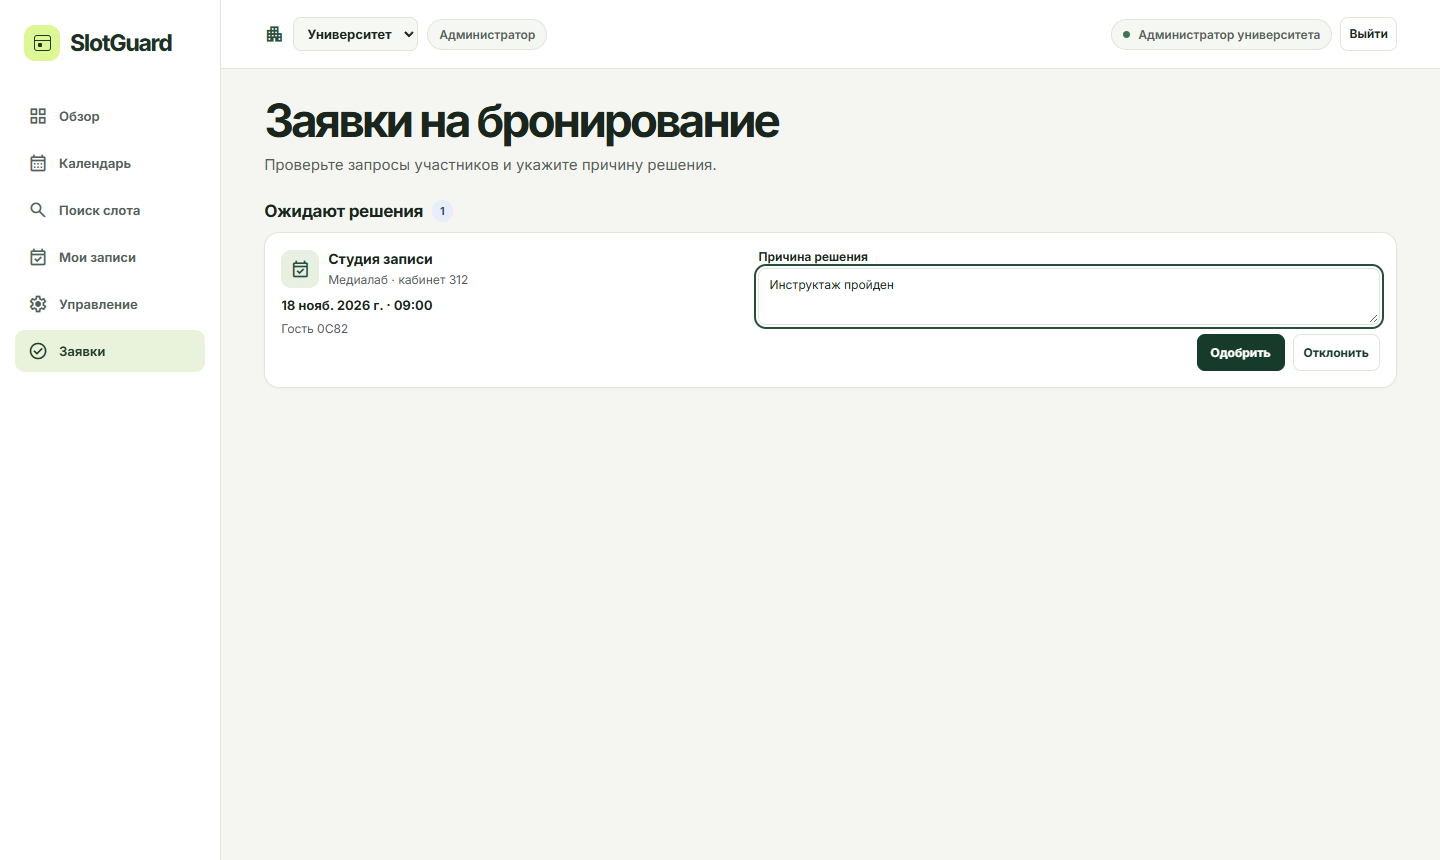 SlotGuard
Университет
Администратор
Администратор университета
Выйти
Обзор
Календарь
Поиск слота
Мои записи
Управление
Заявки
Заявки на бронирование
Проверьте запросы участников и укажите причину решения.
Ожидают решения 1
Студия записи
Медиалаб · кабинет 312
18 нояб. 2026 г. · 09:00
Гость 0C82
Причина решения
Инструктаж пройден
Одобрить
Отклонить